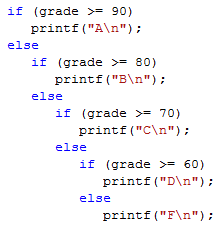 if (grade >= 90)
   printf("A\n");
else
   if (grade >= 80)
      printf("B\n");
   else
      if (grade >= 70)
         printf("C\n");
      else
         if (grade >= 60)
            printf("D\n");
         else
            printf("F\n");